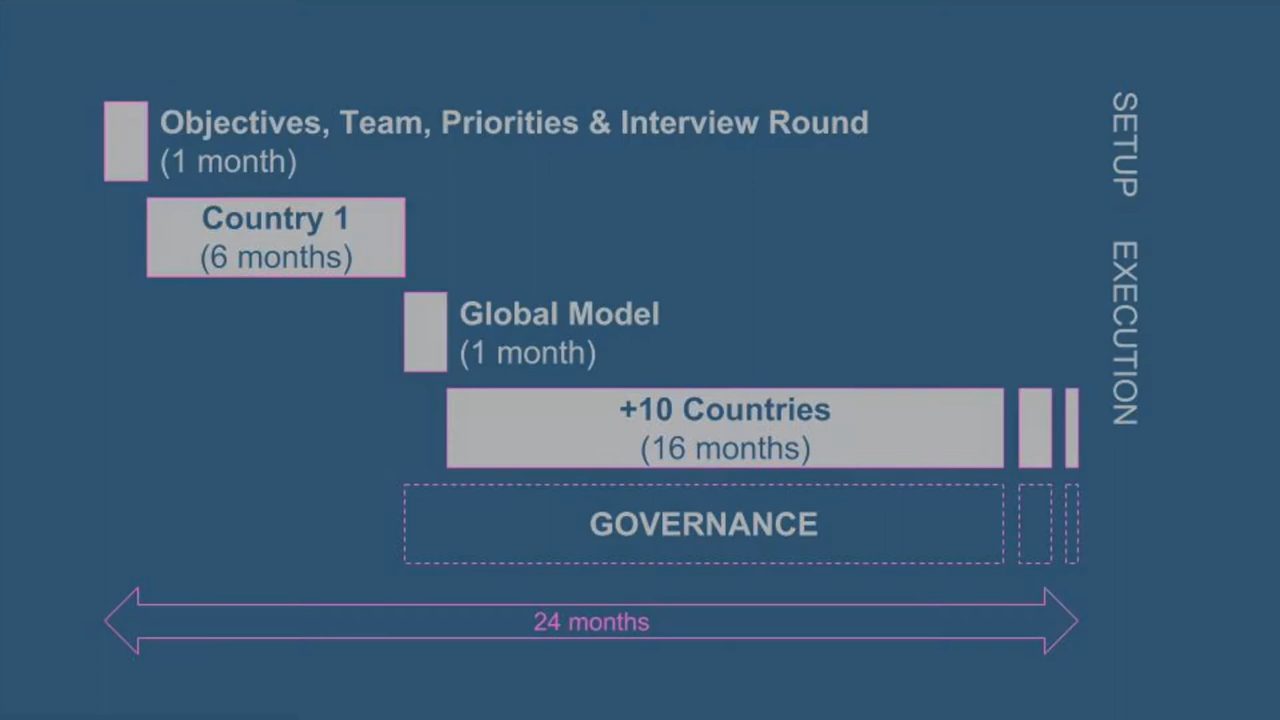 Objectives, Team, Priorities & Interview Round
(1 month)
SETUP
Country 1
(6 months)
EXECUTION
Global Model
(1 month)
+10 Countries
(16 months)
GOVERNANCE
24 months